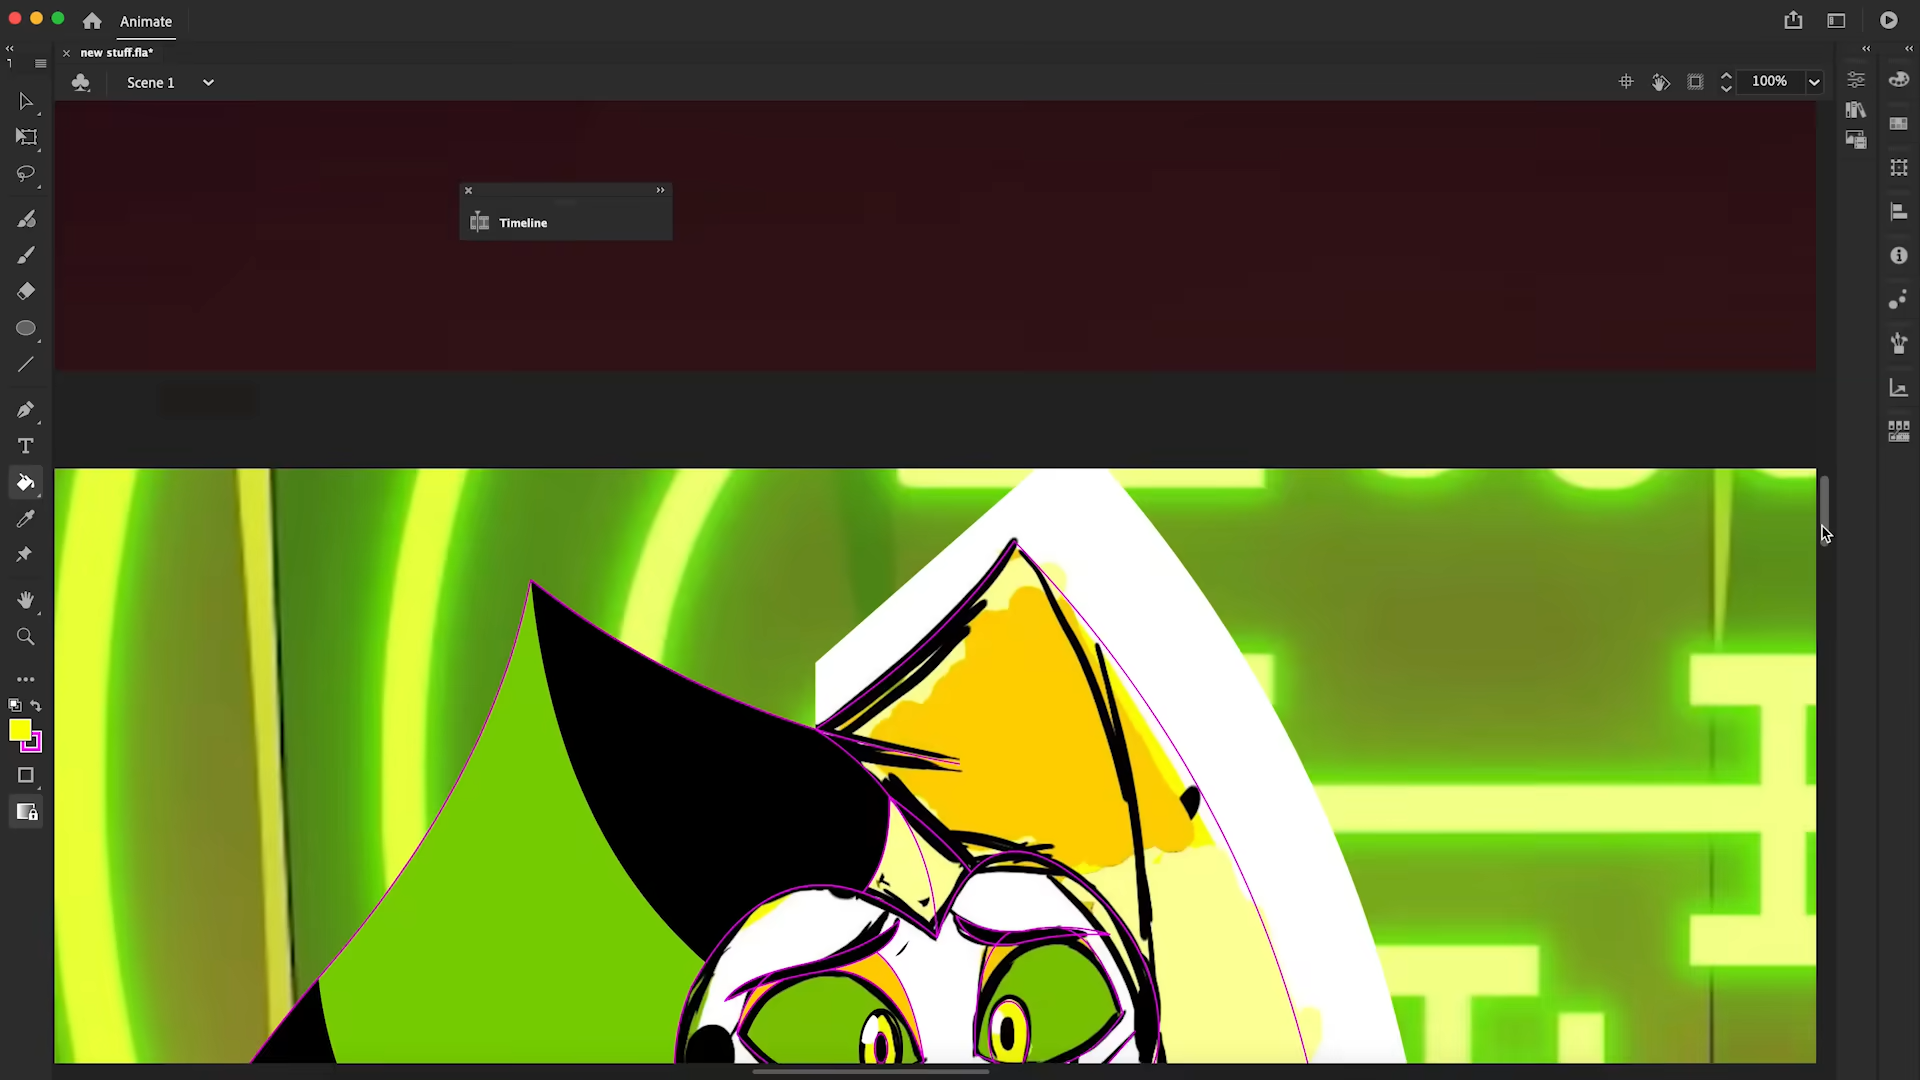 Animate
new stuff.fla*
Scene 1
100%
Timeline